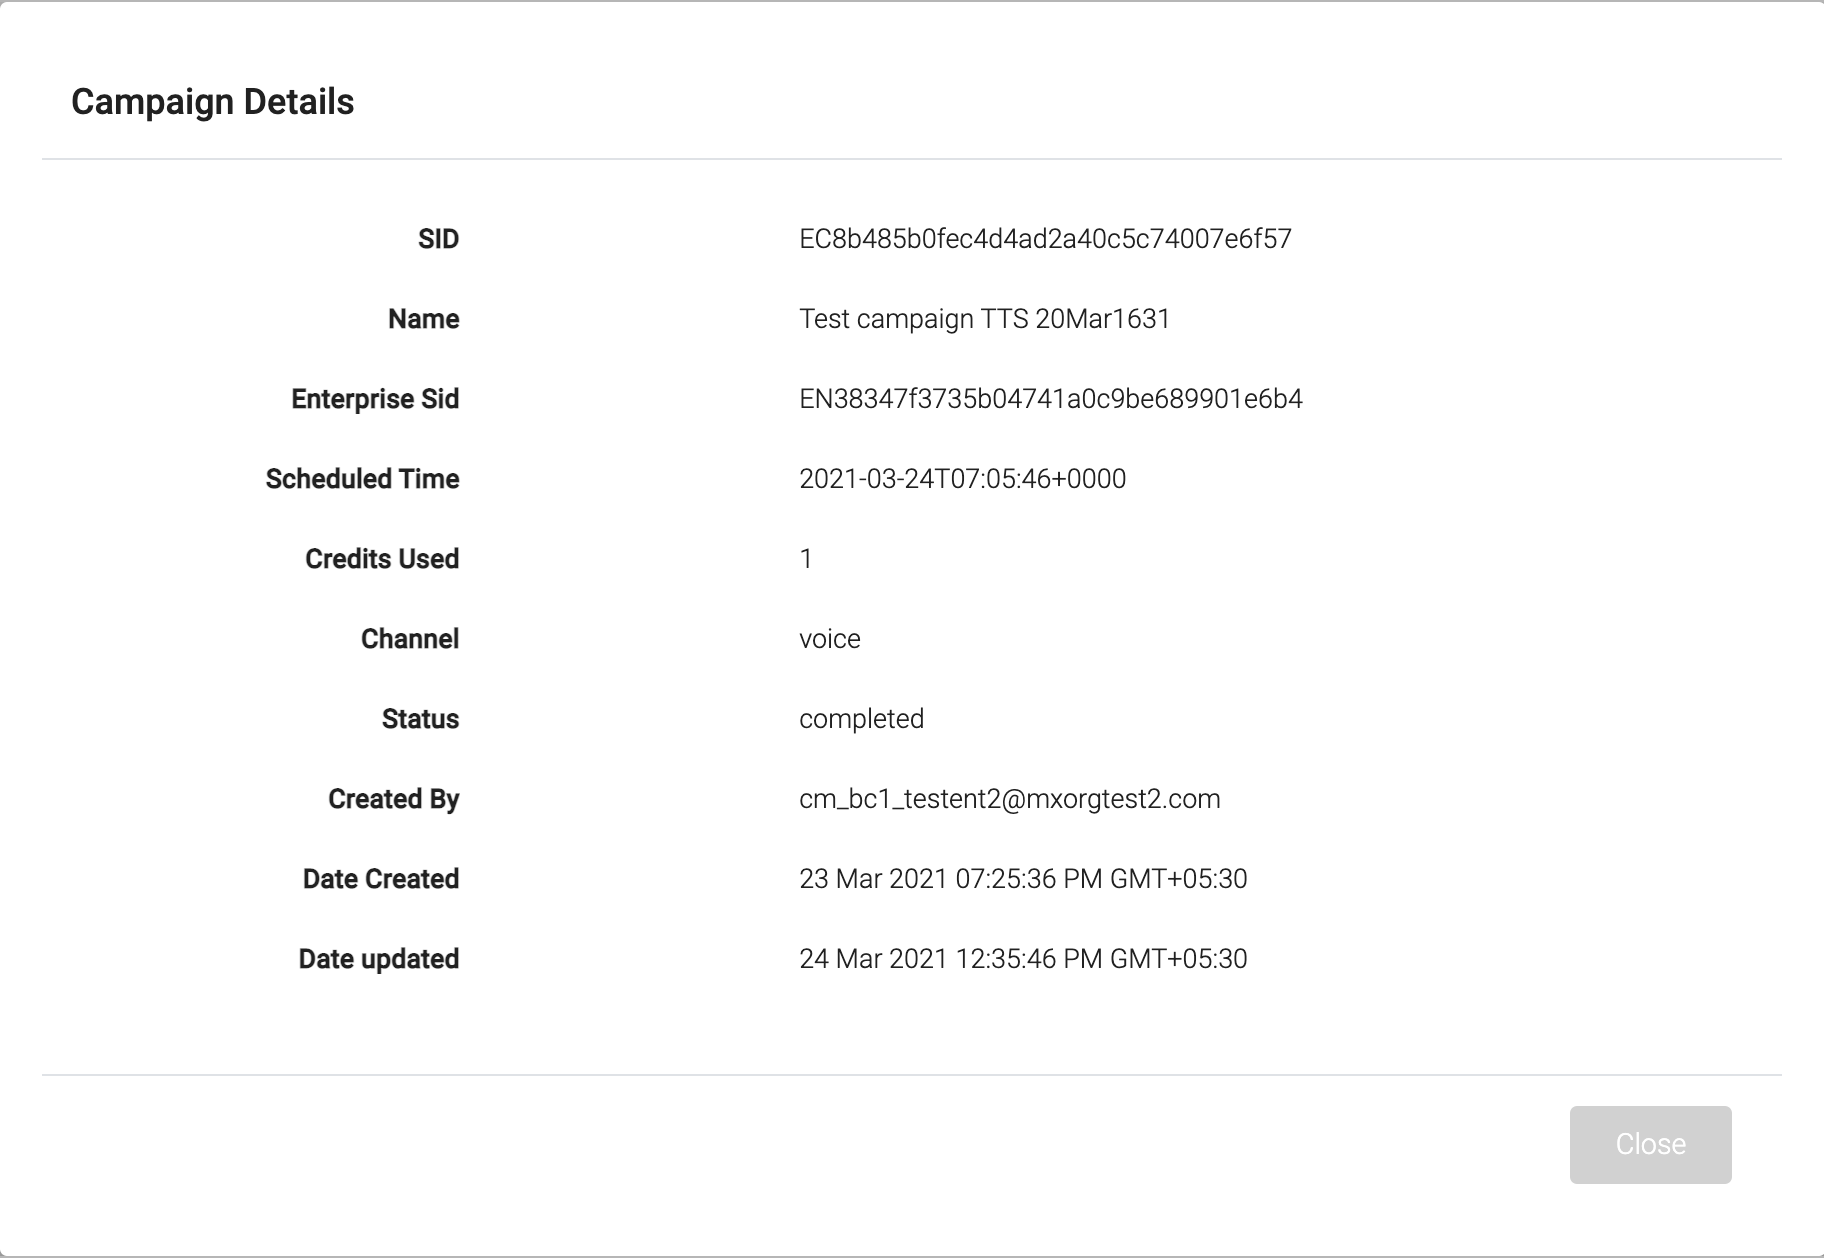 Campaign Details
SID EC8b485b0fec4d4ad2a40c5c74007e6f57
Name Test campaign TTS 20Mar1631
Enterprise Sid EN38347f3735b04741a0c9be689901e6b4
Scheduled Time 2021-03-24T07:05:46+0000
Credits Used 1
Channel voice
Status completed
Created By cm_bc1_testent2@mxorgtest2.com
Date Created 23 Mar 2021 07:25:36 PM GMT+05:30
Date updated 24 Mar 2021 12:35:46 PM GMT+05:30
Close